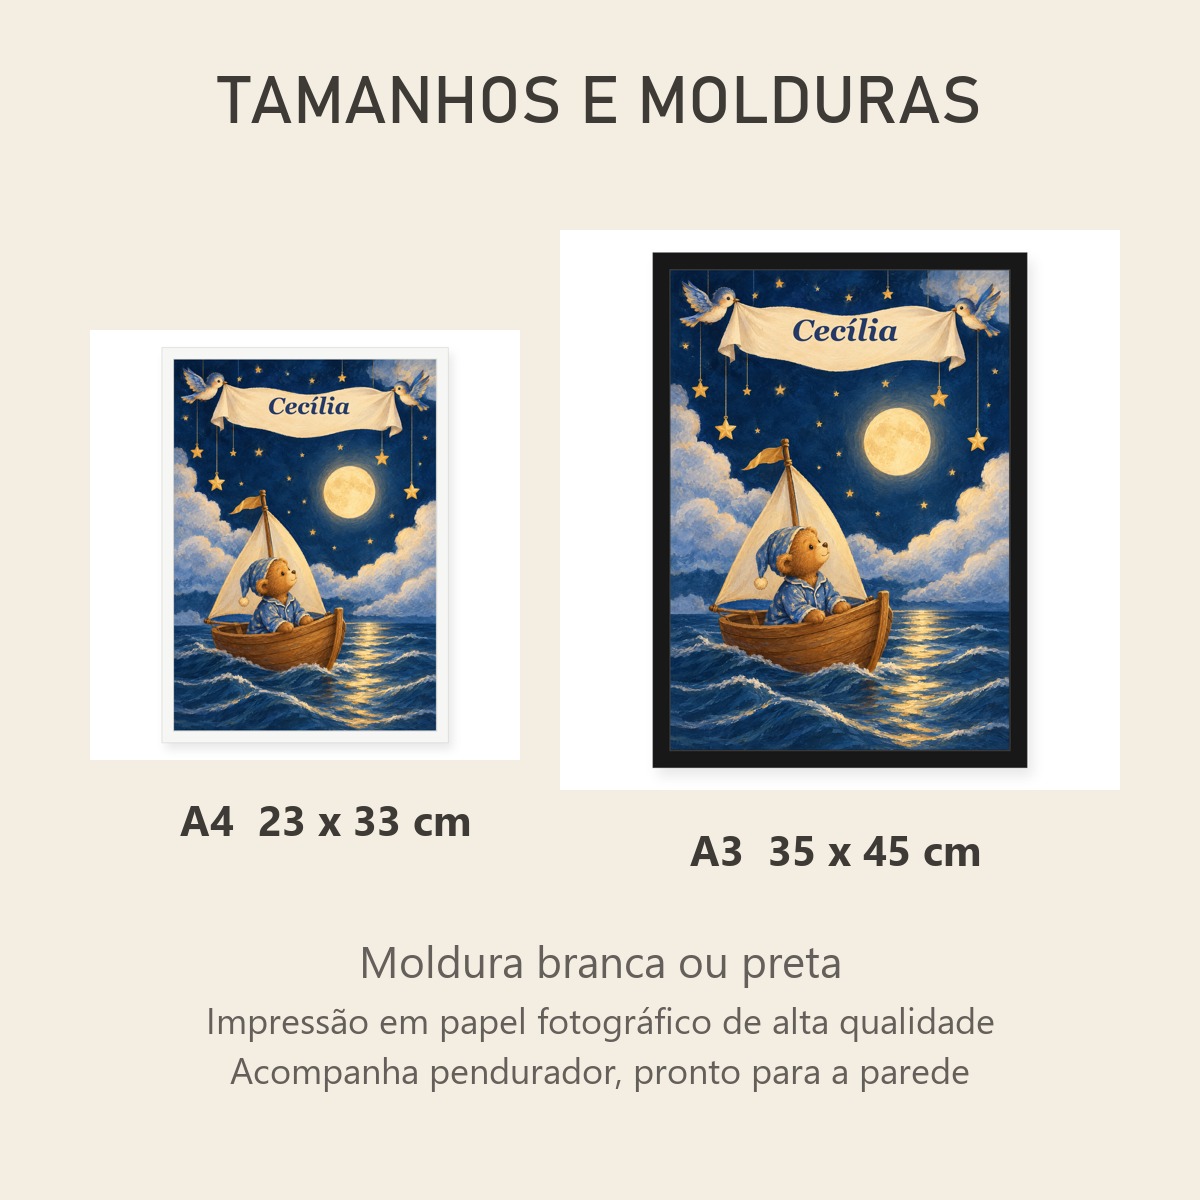 TAMANHOS E MOLDURAS
Cecília
Cecília
A4 23 x 33 cm
A3 35 x 45 cm
Moldura branca ou preta
Impressão em papel fotográfico de alta qualidade
Acompanha pendurador, pronto para a parede